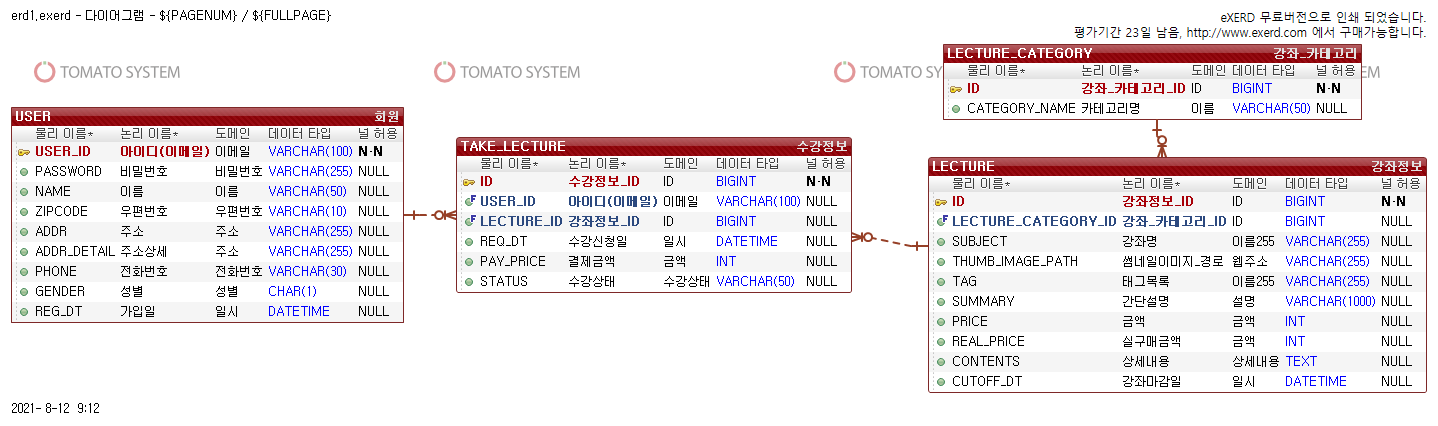 erd1.exerd - 다이어그램 - ${PAGENUM} / ${FULLPAGE}
eXERD 무료버전으로 인쇄 되었습니다.
평가기간 23일 남음, http://www.exerd.com 에서 구매가능합니다.
TOMATO SYSTEM
TOMATO SYSTEM
TOMATO SYSTEM
LECTURE_CATEGORY 강좌_카테고리
물리 이름* 논리 이름* 도메인 데이터 타입 널 허용
ID 강좌_카테고리_ID ID BIGINT N-N
CATEGORY_NAME 카테고리명 이름 VARCHAR(50) NULL
USER 회원
물리 이름* 논리 이름* 도메인 데이터 타입 널 허용
USER_ID 아이디(이메일) 이메일 VARCHAR(100) N-N
PASSWORD 비밀번호 비밀번호 VARCHAR(255) NULL
NAME 이름 이름 VARCHAR(50) NULL
ZIPCODE 우편번호 우편번호 VARCHAR(10) NULL
ADDR 주소 주소 VARCHAR(255) NULL
ADDR_DETAIL 주소상세 주소 VARCHAR(255) NULL
PHONE 전화번호 전화번호 VARCHAR(30) NULL
GENDER 성별 성별 CHAR(1) NULL
REG_DT 가입일 일시 DATETIME NULL
TAKE_LECTURE 수강정보
물리 이름* 논리 이름* 도메인 데이터 타입 널 허용
ID 수강정보_ID ID BIGINT N-N
USER_ID 아이디(이메일) 이메일 VARCHAR(100) NULL
LECTURE_ID 강좌정보_ID ID BIGINT NULL
REQ_DT 수강신청일 일시 DATETIME NULL
PAY_PRICE 결제금액 금액 INT NULL
STATUS 수강상태 수강상태 VARCHAR(50) NULL
LECTURE 강좌정보
물리 이름* 논리 이름* 도메인 데이터 타입 널 허용
ID 강좌정보_ID ID BIGINT N-N
LECTURE_CATEGORY_ID 강좌_카테고리_ID ID BIGINT NULL
SUBJECT 강좌명 이름255 VARCHAR(255) NULL
THUMB_IMAGE_PATH 썸네일이미지_경로 웹주소 VARCHAR(255) NULL
TAG 태그목록 이름255 VARCHAR(255) NULL
SUMMARY 간단설명 설명 VARCHAR(1000) NULL
PRICE 금액 금액 INT NULL
REAL_PRICE 실구매금액 금액 INT NULL
CONTENTS 상세내용 상세내용 TEXT NULL
CUTOFF_DT 강좌마감일 일시 DATETIME NULL
2021- 8-12 9:12